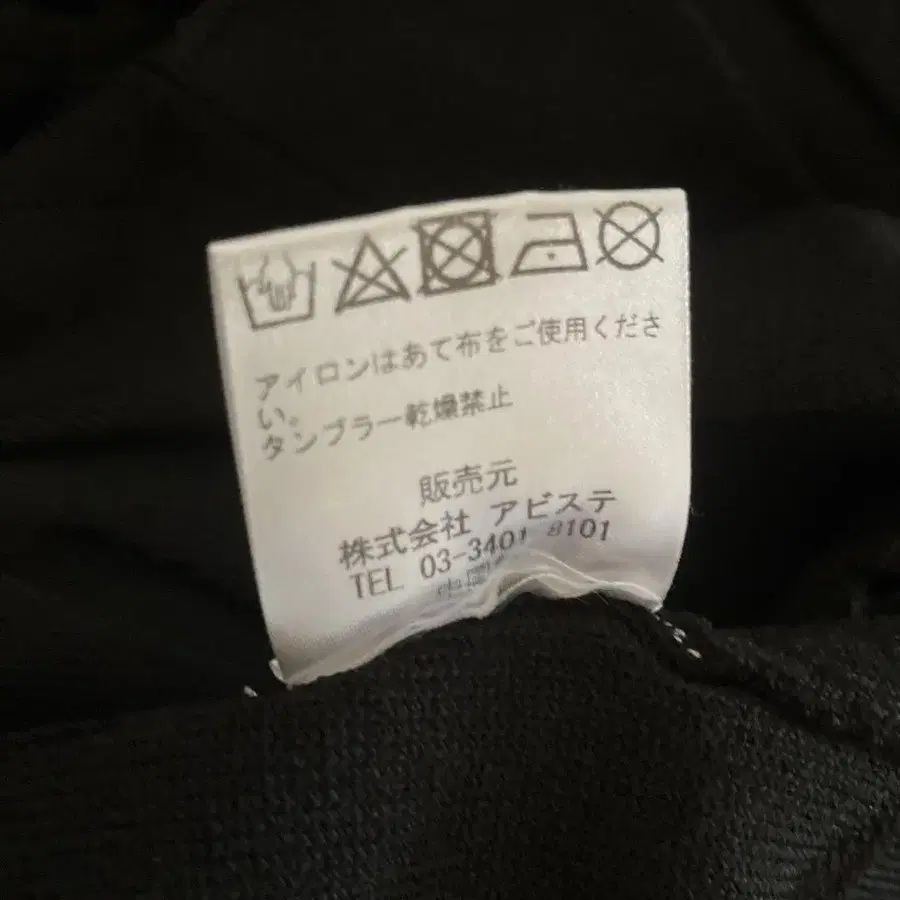 アイロンはあて布をご使用くださ
い。
タンブラー乾燥禁止
販売元
株式会社 アビステ
TEL 03-3401-8101